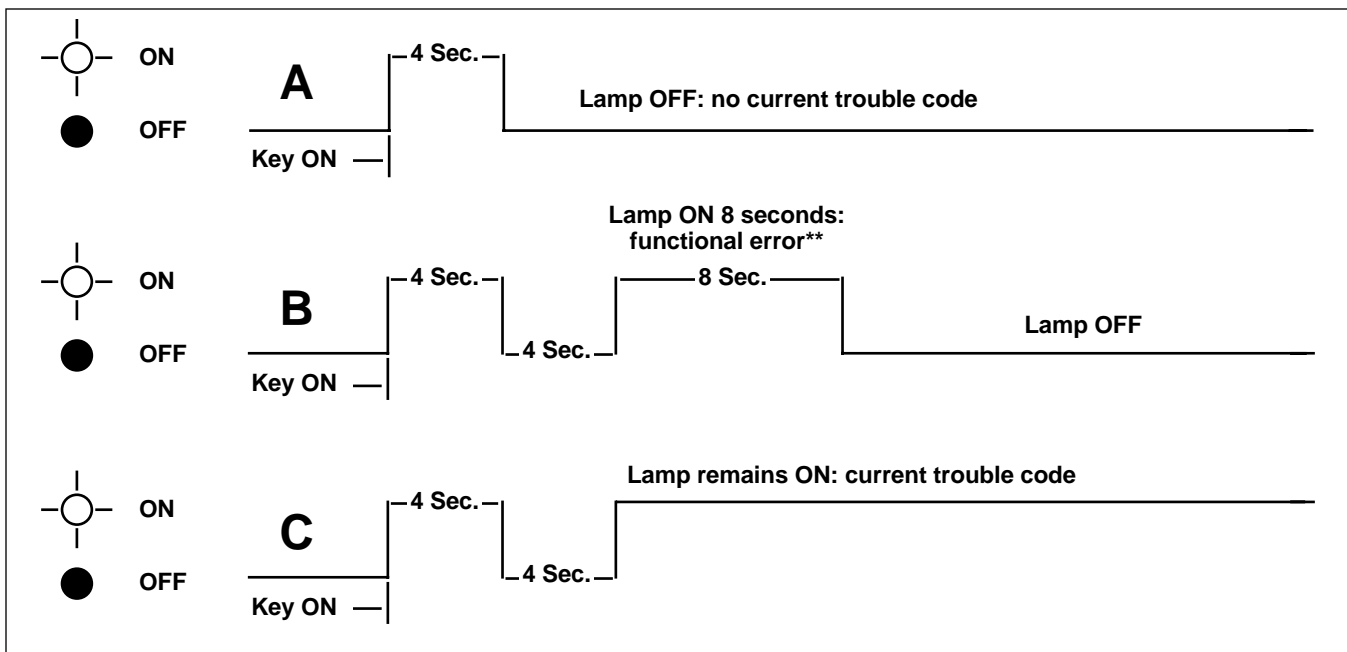 ON
4 Sec.
A
Lamp OFF: no current trouble code
OFF
Key ON
Lamp ON 8 seconds:
functional error**
ON
4 Sec.
8 Sec.
B
Lamp OFF
OFF
4 Sec.
Key ON
Lamp remains ON: current trouble code
ON
4 Sec.
C
OFF
4 Sec.
Key ON